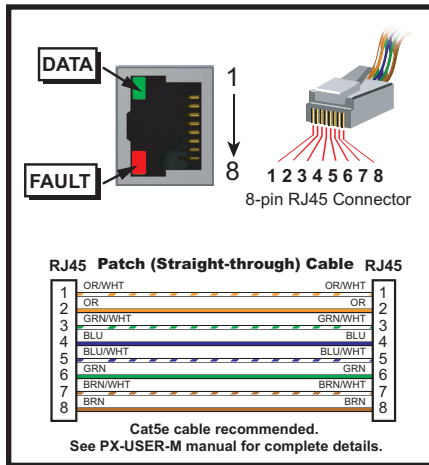 DATA
FAULT
1
8
1 2 3 4 5 6 7 8
8-pin RJ45 Connector
RJ45 Patch (Straight-through) Cable RJ45
1 OR/WHT OR/WHT 1
2 OR OR 2
3 GRN/WHT GRN/WHT 3
4 BLU BLU 4
5 BLU/WHT BLU/WHT 5
6 GRN GRN 6
7 BRN/WHT BRN/WHT 7
8 BRN BRN 8
Cat5e cable recommended.
See PX-USER-M manual for complete details.